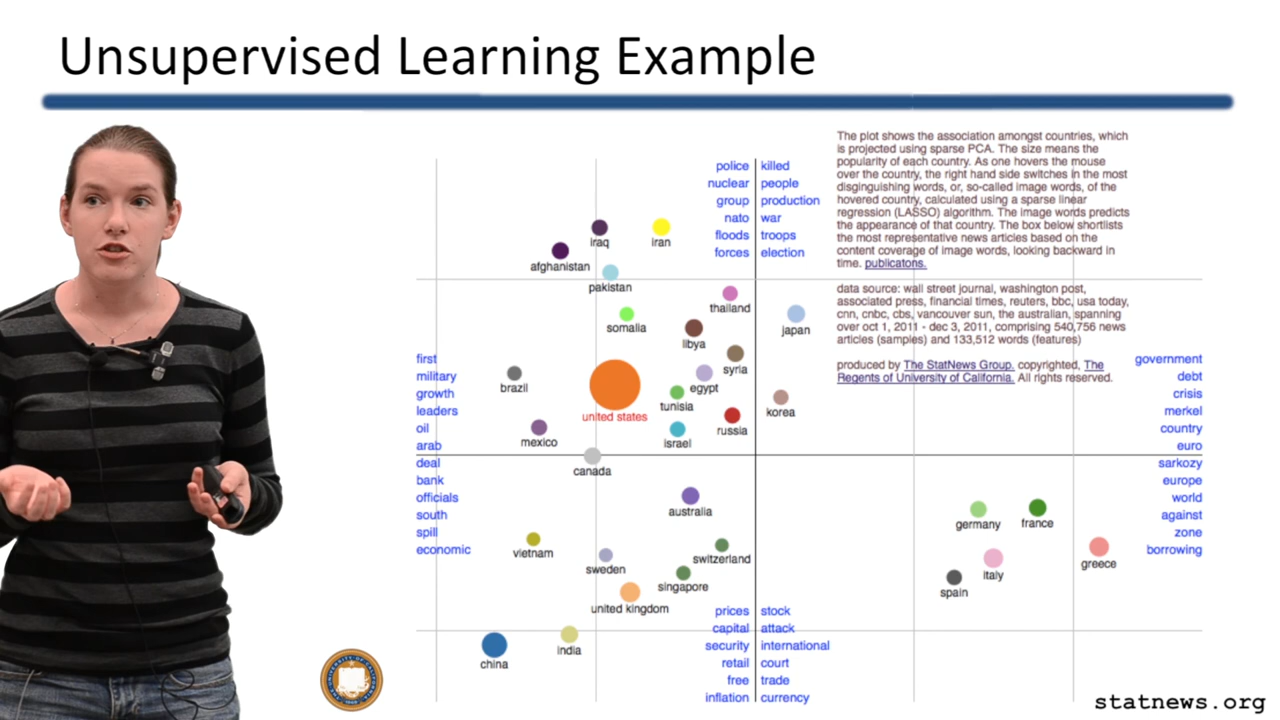 Unsupervised Learning Example
The plot shows the association amongst countries, which
is projected using sparse PCA. The size means the
popularity of each country. As one hovers the mouse
over the country, the right hand side switches in the most
disginguishing words, or, so-called image words, of the
hovered country, calculated using a sparse linear
regression (LASSO) algorithm. The image words predicts
the appearance of that country. The box below shortlists
the most representative news articles based on the
content coverage of image words, looking backward in
time. publicatons.
data source: wall street journal, washington post,
associated press, financial times, reuters, bbc, usa today,
cnn, cnbc, cbs, vancouver sun, the australian, spanning
over oct 1, 2011 - dec 3, 2011, comprising 540,756 news
articles (samples) and 133,512 words (features)
produced by The StatNews Group. copyrighted, The
Regents of University of California. All rights reserved.
police killed
nuclear people
group production
nato war
floods troops
forces election
iraq
iran
afghanistan
pakistan
thailand
somalia
japan
libya
syria
brazil
egypt
tunisia
united states
korea
russia
mexico
israel
canada
first
military
growth
leaders
oil
arab
deal
bank
officials
south
spill
economic
government
debt
crisis
merkel
country
euro
sarkozy
europe
world
against
zone
borrowing
australia
germany
france
vietnam
sweden
switzerland
greece
italy
singapore
spain
united kingdom
india
china
prices stock
capital attack
security international
retail court
free trade
inflation currency
statnews.org